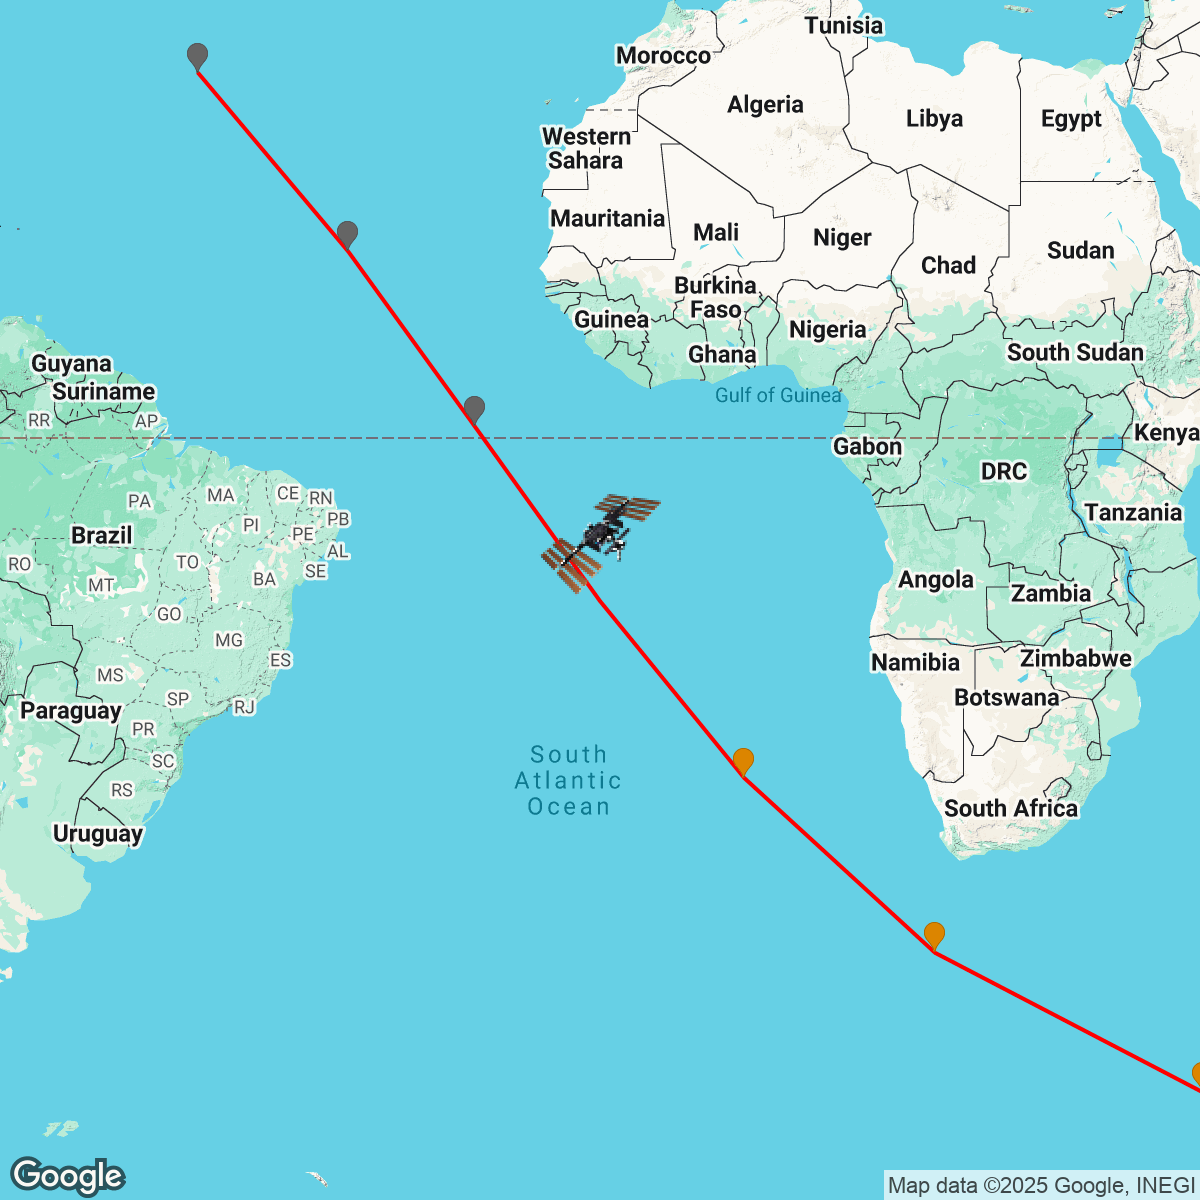 Tunisia
Morocco
Algeria
Libya
Egypt
Western
Sahara
Mauritania
Mali
Niger
Chad
Sudan
Burkina
Faso
Guinea
Nigeria
Ghana
South Sudan
Guyana
Suriname
Gulf of Guinea
RR
AP
Gabon
Kenya
DRC
PA
MA
CE
RN
PI
PE
PB
Tanzania
Brazil
AL
RO
TO
SE
MT
BA
Angola
Zambia
GO
MG
ES
Namibia
Zimbabwe
MS
SP
RJ
Botswana
Paraguay
PR
SC
South
Atlantic
Ocean
RS
South Africa
Uruguay
Google
Map data ©2025 Google, INEGI